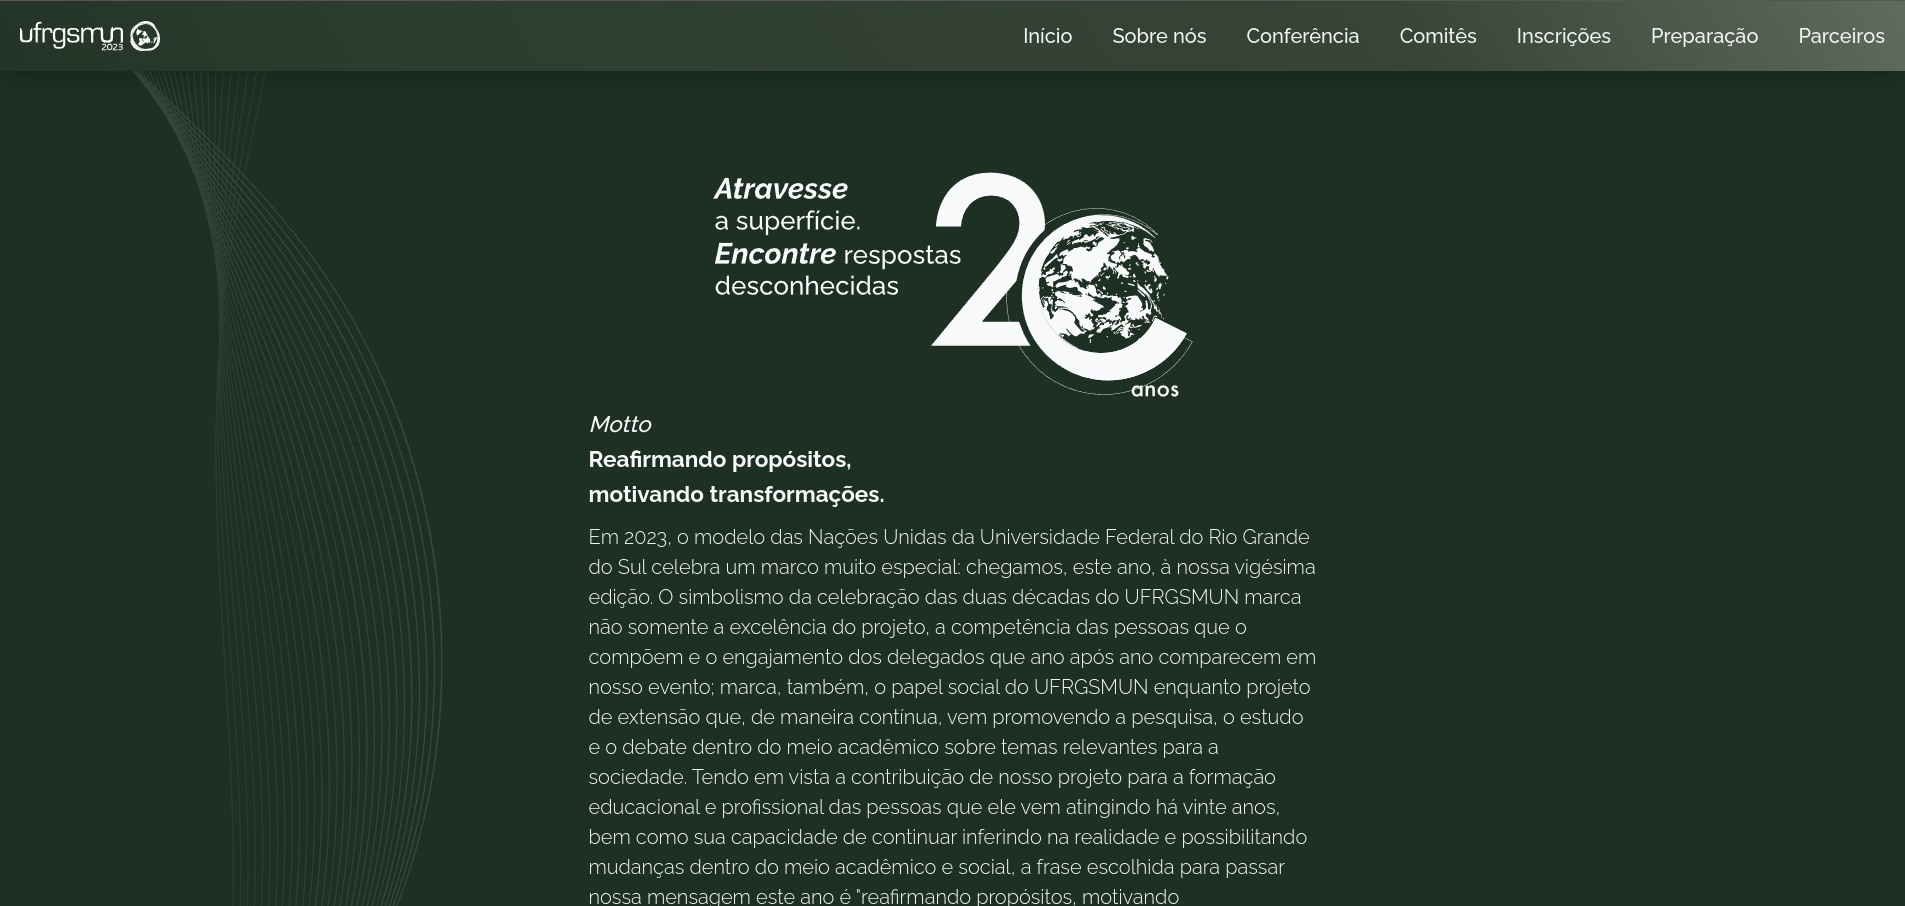 ufrgsmun
2023
Início
Sobre nós
Conferência
Comitês
Inscrições
Preparação
Parceiros
Atravesse
a superfície.
Encontre respostas
desconhecidas
20
anos
Motto
Reafirmando propósitos,
motivando transformações.
Em 2023, o modelo das Nações Unidas da Universidade Federal do Rio Grande
do Sul celebra um marco muito especial: chegamos, este ano, à nossa vigésima
edição. O simbolismo da celebração das duas décadas do UFRGSMUN marca
não somente a excelência do projeto, a competência das pessoas que o
compõem e o engajamento dos delegados que ano após ano comparecem em
nosso evento; marca, também, o papel social do UFRGSMUN enquanto projeto
de extensão que, de maneira contínua, vem promovendo a pesquisa, o estudo
e o debate dentro do meio acadêmico sobre temas relevantes para a
sociedade. Tendo em vista a contribuição de nosso projeto para a formação
educacional e profissional das pessoas que ele vem atingindo há vinte anos,
bem como sua capacidade de continuar inferindo na realidade e possibilitando
mudanças dentro do meio acadêmico e social, a frase escolhida para passar
nossa mensagem este ano é "reafirmando propósitos, motivando